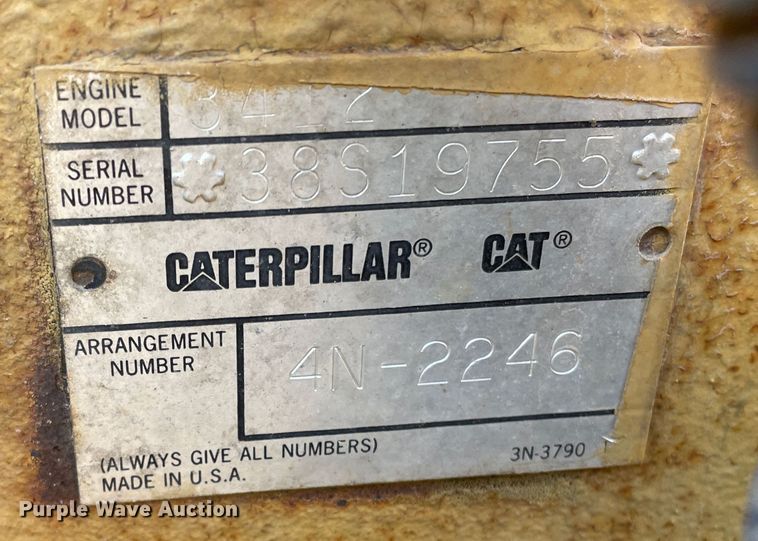 ENGINE MODEL 3412
SERIAL NUMBER *38S19755*
CATERPILLAR® CAT®
ARRANGEMENT NUMBER 4N-2246
(ALWAYS GIVE ALL NUMBERS) 3N-3790 1
MADE IN U.S.A.
Purple Wave Auction